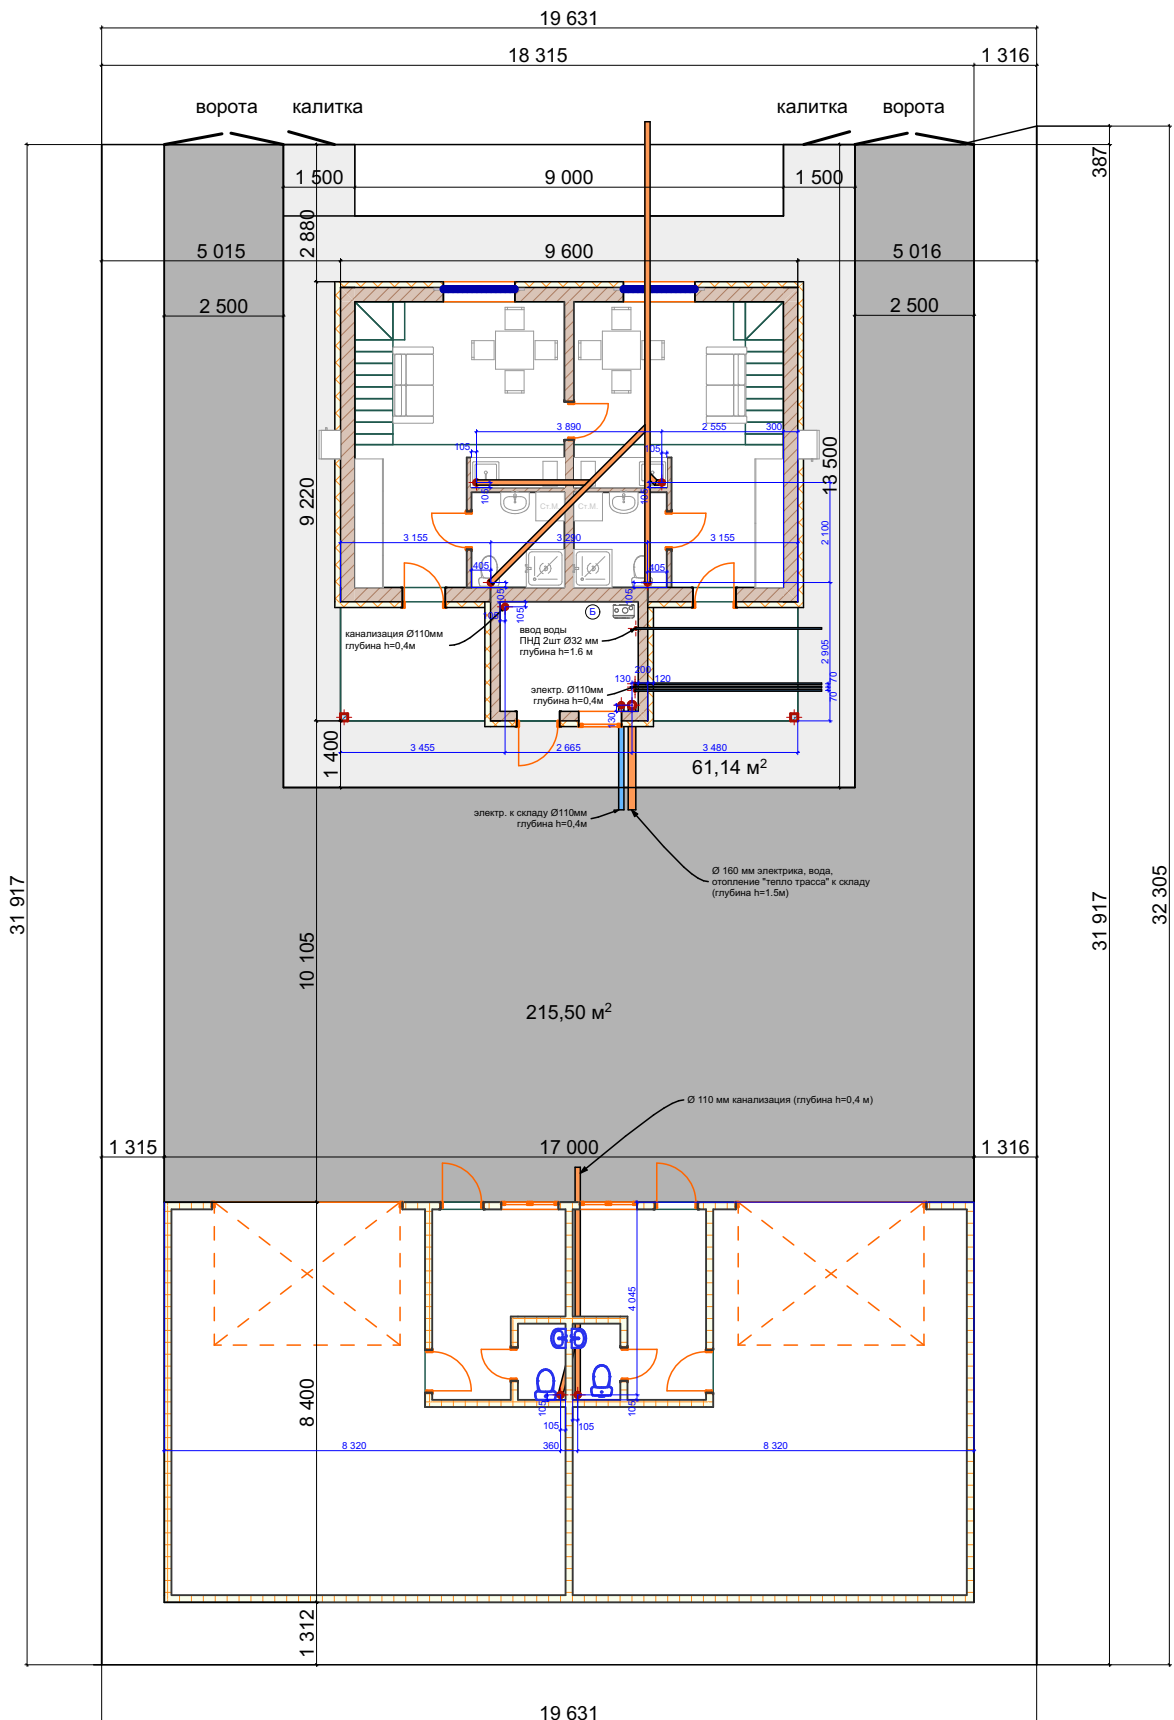 19 631
18 315
1 316
ворота
калитка
калитка
ворота
387
1 500
9 000
1 500
2 880
5 015
9 600
5 016
2 500
2 500
3 890
2 555
300
105
105
13 500
9 220
105
105
Ст.М.
Ст.М.
3 155
3 290
3 155
2 100
405
405
105
105
105
105
Б
канализация Ø110мм
глубина h=0,4м
ввод воды
ПНД 2шт Ø32 мм
глубина h=1.6 м
2 905
200
130
120
70
70
электр. Ø110мм
глубина h=0,4м
130
1 400
3 455
2 665
3 480
61,14 м²
электр. к складу Ø110мм
глубина h=0,4м
Ø 160 мм электрика, вода,
отопление "тепло трасса" к складу
(глубина h=1.5м)
31 917
31 917
32 305
10 105
215,50 м²
Ø 110 мм канализация (глубина h=0,4 м)
1 315
17 000
1 316
4 045
8 400
105
105
105
105
8 320
360
8 320
1 312
19 631